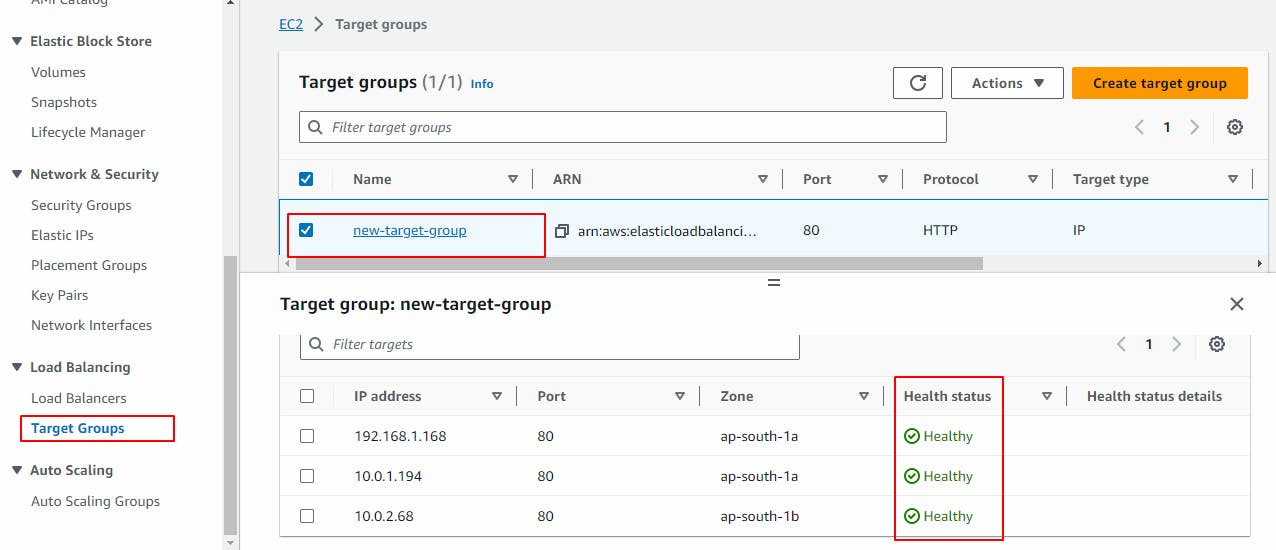 AMI Catalog
Elastic Block Store
Volumes
Snapshots
Lifecycle Manager
Network & Security
Security Groups
Elastic IPs
Placement Groups
Key Pairs
Network Interfaces
Load Balancing
Load Balancers
Target Groups
Auto Scaling
Auto Scaling Groups
EC2 > Target groups
Target groups (1/1) Info
Actions
Create target group
Filter target groups
1
Name ARN Port Protocol Target type
new-target-group arn:aws:elasticloadbalanci... 80 HTTP IP
Target group: new-target-group
Filter targets
1
IP address Port Zone Health status Health status details
192.168.1.168 80 ap-south-1a Healthy
10.0.1.194 80 ap-south-1a Healthy
10.0.2.68 80 ap-south-1b Healthy